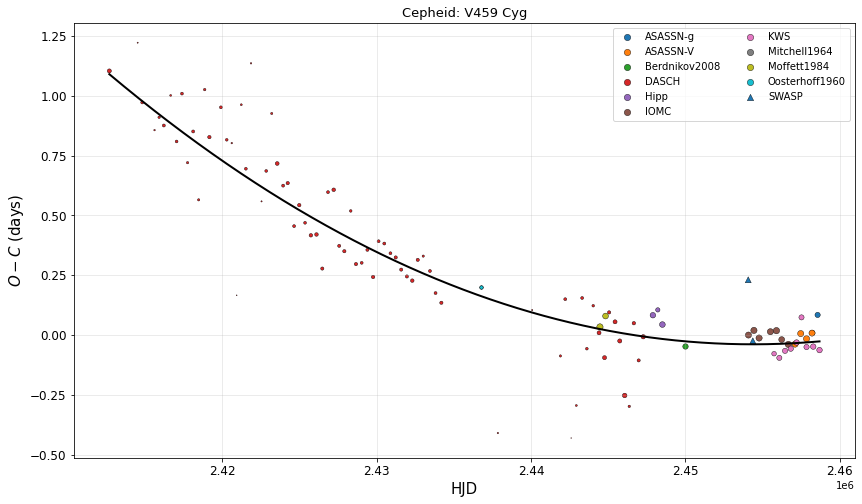 Cepheid: V459 Cyg
ASASSN-g
ASASSN-V
Berdnikov2008
DASCH
Hipp
IOMC
KWS
Mitchell1964
Moffett1984
Oosterhoff1960
SWASP
O − C (days)
1.25
1.00
0.75
0.50
0.25
0.00
−0.25
−0.50
2.42
2.43
2.44
2.45
2.46
1e6
HJD